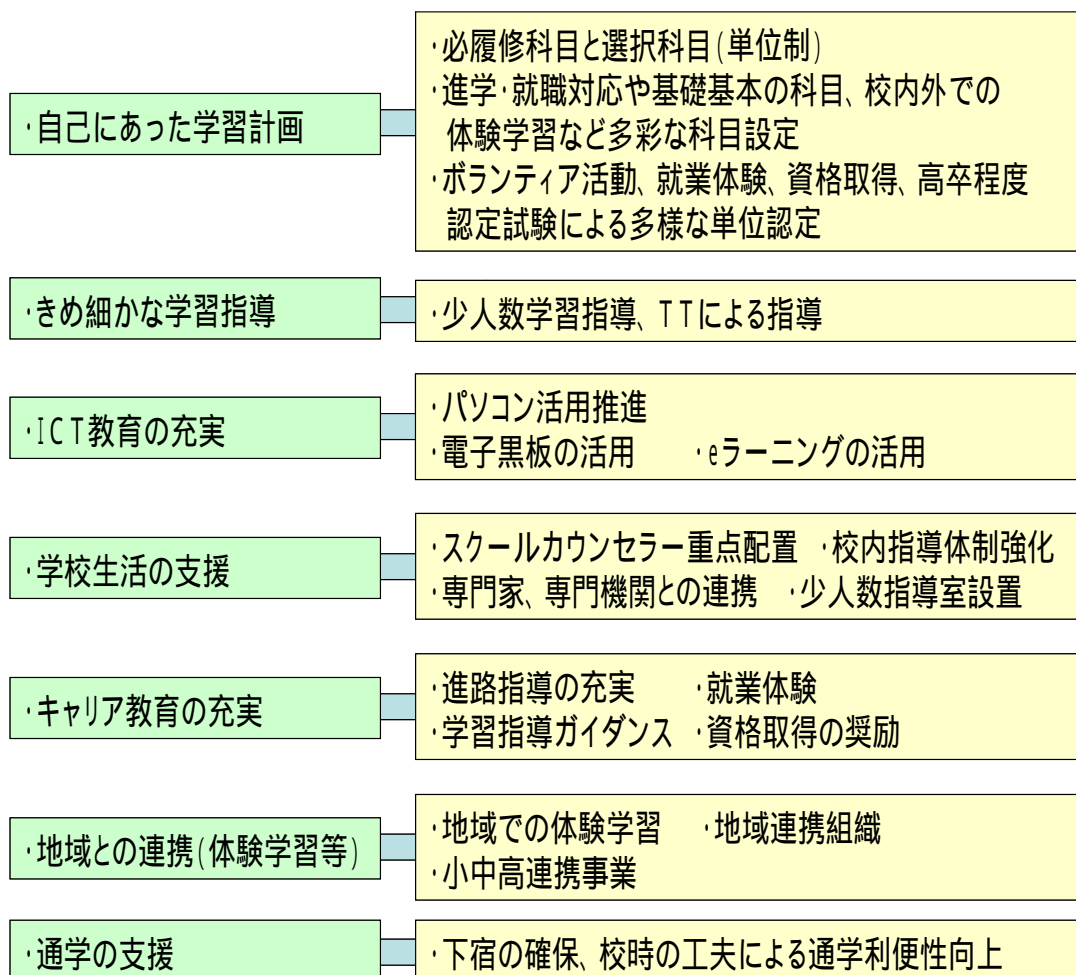 ・自己にあった学習計画
・必履修科目と選択科目(単位制)
・進学・就職対応や基礎基本の科目、校内外での
体験学習など多彩な科目設定
・ボランティア活動、就業体験、資格取得、高卒程度
認定試験による多様な単位認定
・きめ細かな学習指導
・少人数学習指導、TTによる指導
・ICT教育の充実
・パソコン活用推進
・電子黒板の活用　・eラーニングの活用
・学校生活の支援
・スクールカウンセラー重点配置　・校内指導体制強化
・専門家、専門機関との連携　・少人数指導室設置
・キャリア教育の充実
・進路指導の充実　・就業体験
・学習指導ガイダンス　・資格取得の奨励
・地域との連携(体験学習等)
・地域での体験学習　・地域連携組織
・小中高連携事業
・通学の支援
・下宿の確保、校時の工夫による通学利便性向上